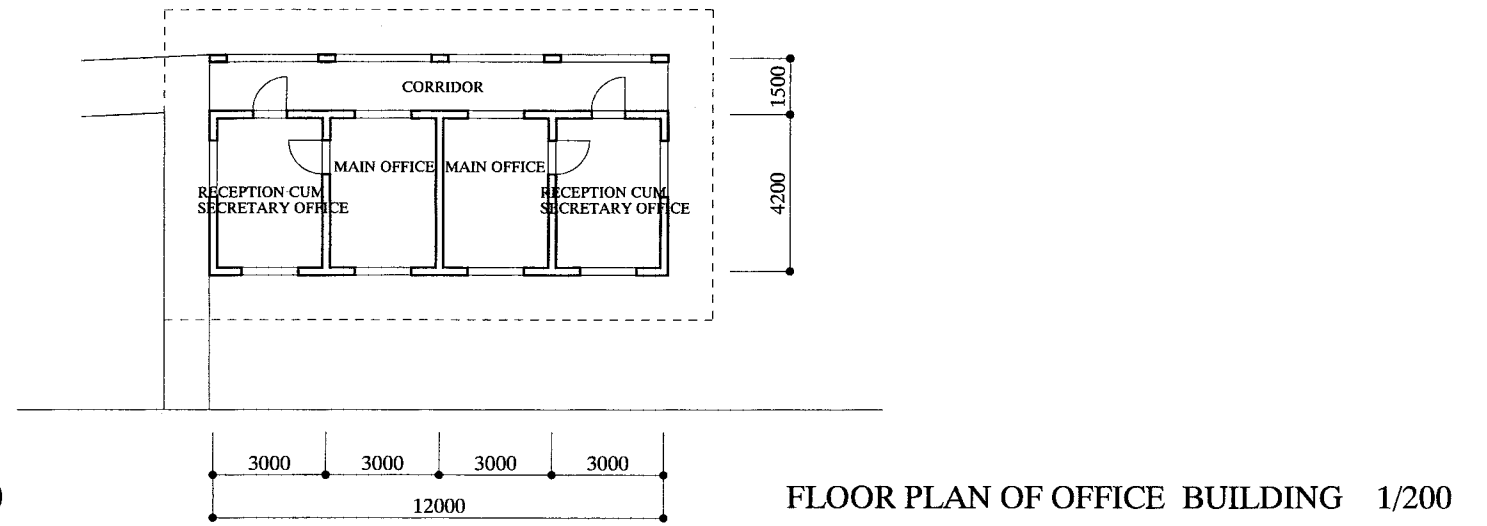 CORRIDOR
1500
MAIN OFFICE
MAIN OFFICE
RECEPTION CUM
SECRETARY OFFICE
RECEPTION CUM
SECRETARY OFFICE
4200
3000
3000
3000
3000
12000
FLOOR PLAN OF OFFICE BUILDING 1/200